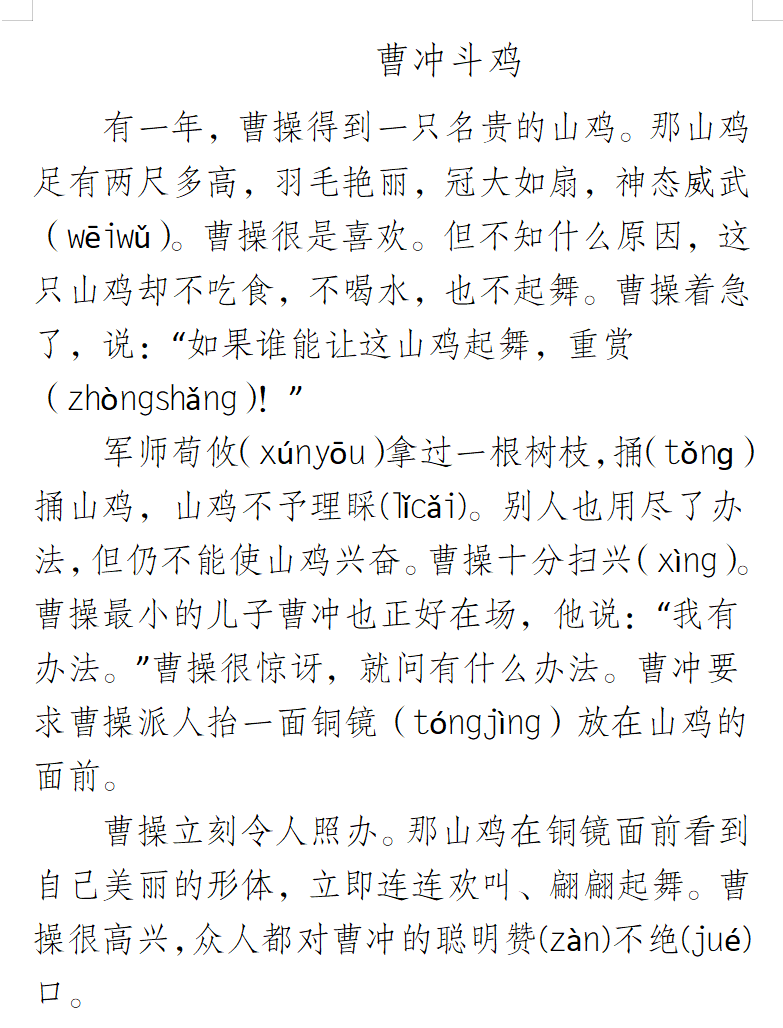 曹冲斗鸡
有一年，曹操得到一只名贵的山鸡。那山鸡
足有两尺多高，羽毛艳丽，冠大如扇，神态威武
（wēiwǔ）。曹操很是喜欢。但不知什么原因，这
只山鸡却不吃食，不喝水，也不起舞。曹操着急
了，说：“如果谁能让这山鸡起舞，重赏
（zhòngshǎng）！”
军师荀攸(xúnyōu)拿过一根树枝,捅(tǒng)
捅山鸡，山鸡不予理睬(lǐcǎi)。别人也用尽了办
法,但仍不能使山鸡兴奋。曹操十分扫兴(xìng)。
曹操最小的儿子曹冲也正好在场，他说：“我有
办法。”曹操很惊讶，就问有什么办法。曹冲要
求曹操派人抬一面铜镜（tóngjìng）放在山鸡的
面前。
曹操立刻令人照办。那山鸡在铜镜面前看到
自己美丽的形体，立即连连欢叫、翩翩起舞。曹
操很高兴,众人都对曹冲的聪明赞(zàn)不绝(jué)
口。